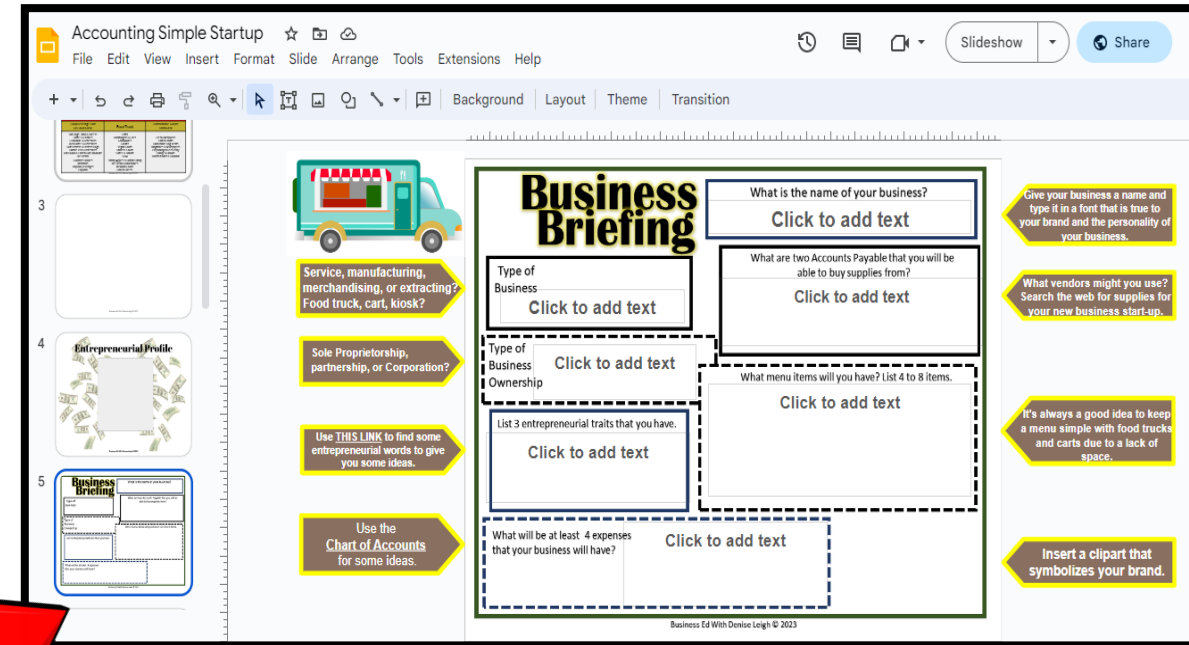 Accounting Simple Startup
File Edit View Insert Format Slide Arrange Tools Extensions Help
Slideshow
Share
Background Layout Theme Transition
3
4
Entrepreneurial Profile
5
Business
Briefing
Business
Briefing
What is the name of your business?
Click to add text
Give your business a name and
type it in a font that is true to
your brand and the personality of
your business.
Service, manufacturing,
merchandising, or extracting?
Food truck, cart, kiosk?
Type of
Business
Click to add text
What are two Accounts Payable that you will be
able to buy supplies from?
Click to add text
What vendors might you use?
Search the web for supplies for
your new business start-up.
Sole Proprietorship,
partnership, or Corporation?
Type of
Business
Ownership
Click to add text
What menu items will you have? List 4 to 8 items.
Click to add text
It's always a good idea to keep
a menu simple with food trucks
and carts due to a lack of
space.
Use THIS LINK to find some
entrepreneurial words to give
you some ideas.
List 3 entrepreneurial traits that you have.
Click to add text
Use the
Chart of Accounts
for some ideas.
What will be at least 4 expenses
that your business will have?
Click to add text
Insert a clipart that
symbolizes your brand.
Business Ed With Denise Leigh © 2023